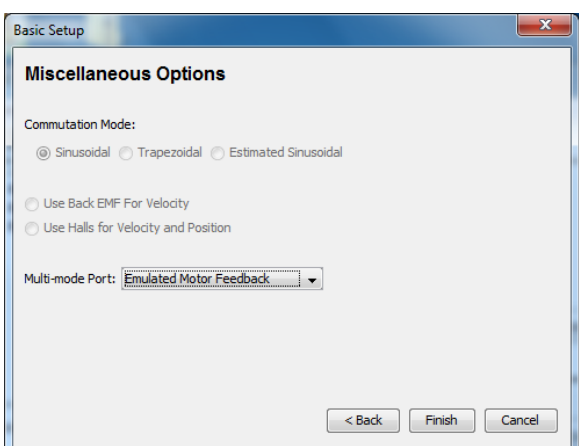 Basic Setup
Miscellaneous Options
Commutation Mode:
Sinusoidal Trapezoidal Estimated Sinusoidal
Use Back EMF For Velocity
Use Halls for Velocity and Position
Multi-mode Port: Emulated Motor Feedback
< Back Finish Cancel